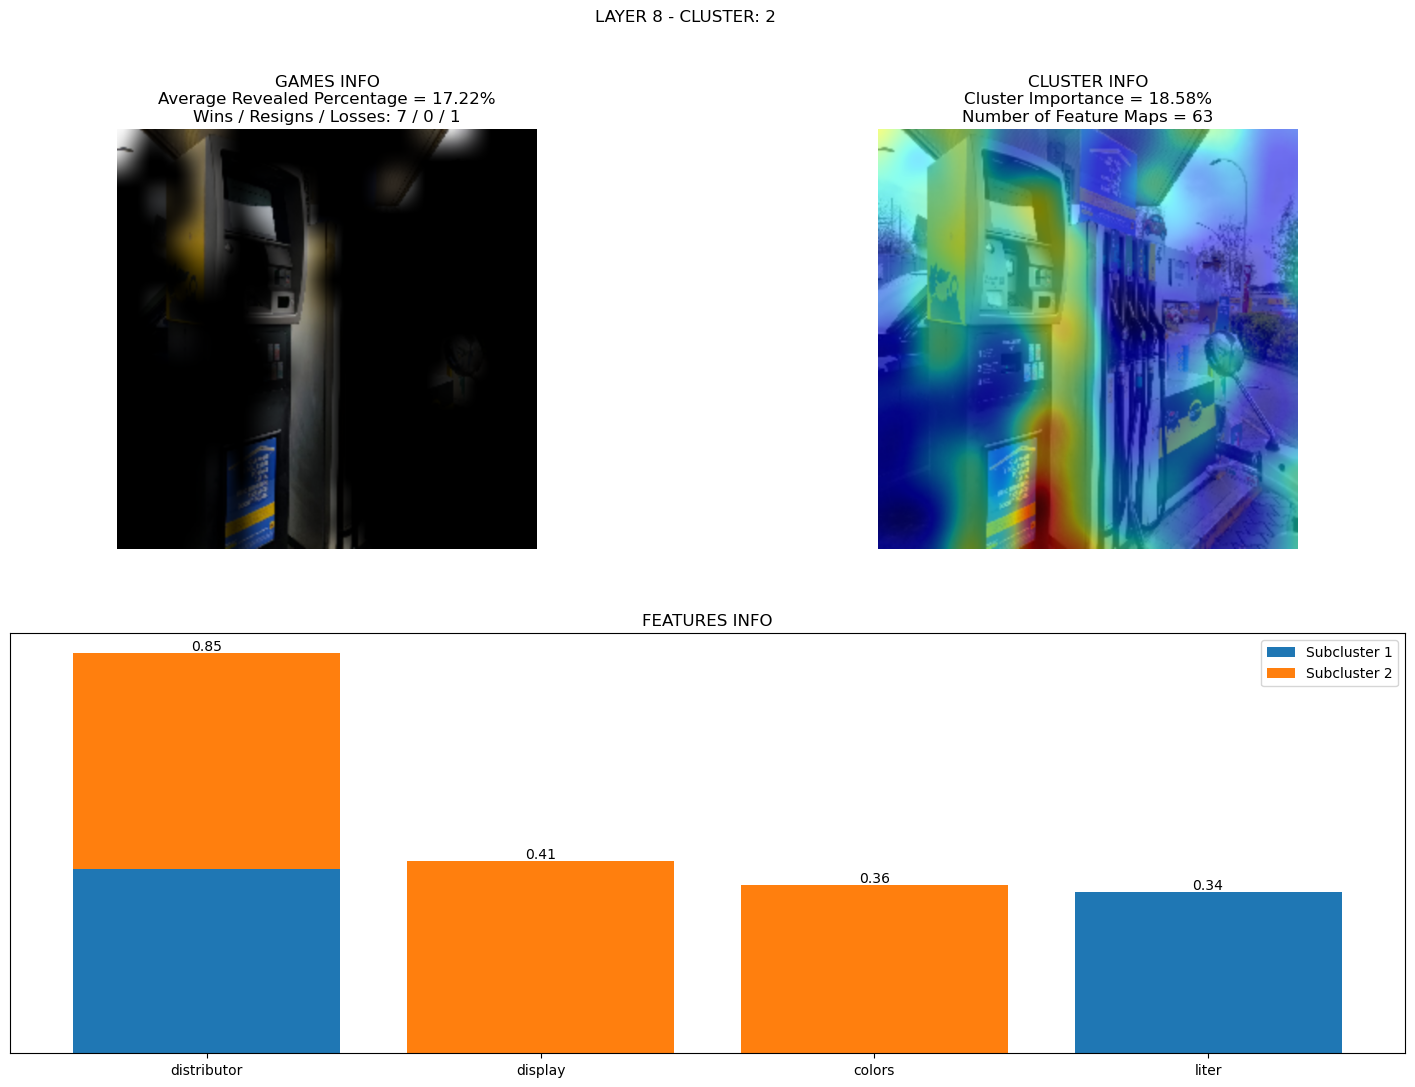 LAYER 8 - CLUSTER: 2
GAMES INFO
Average Revealed Percentage = 17.22%
Wins / Resigns / Losses: 7 / 0 / 1
CLUSTER INFO
Cluster Importance = 18.58%
Number of Feature Maps = 63
FEATURES INFO
Subcluster 1
Subcluster 2
0.85
0.41
0.36
0.34
distributor
display
colors
liter